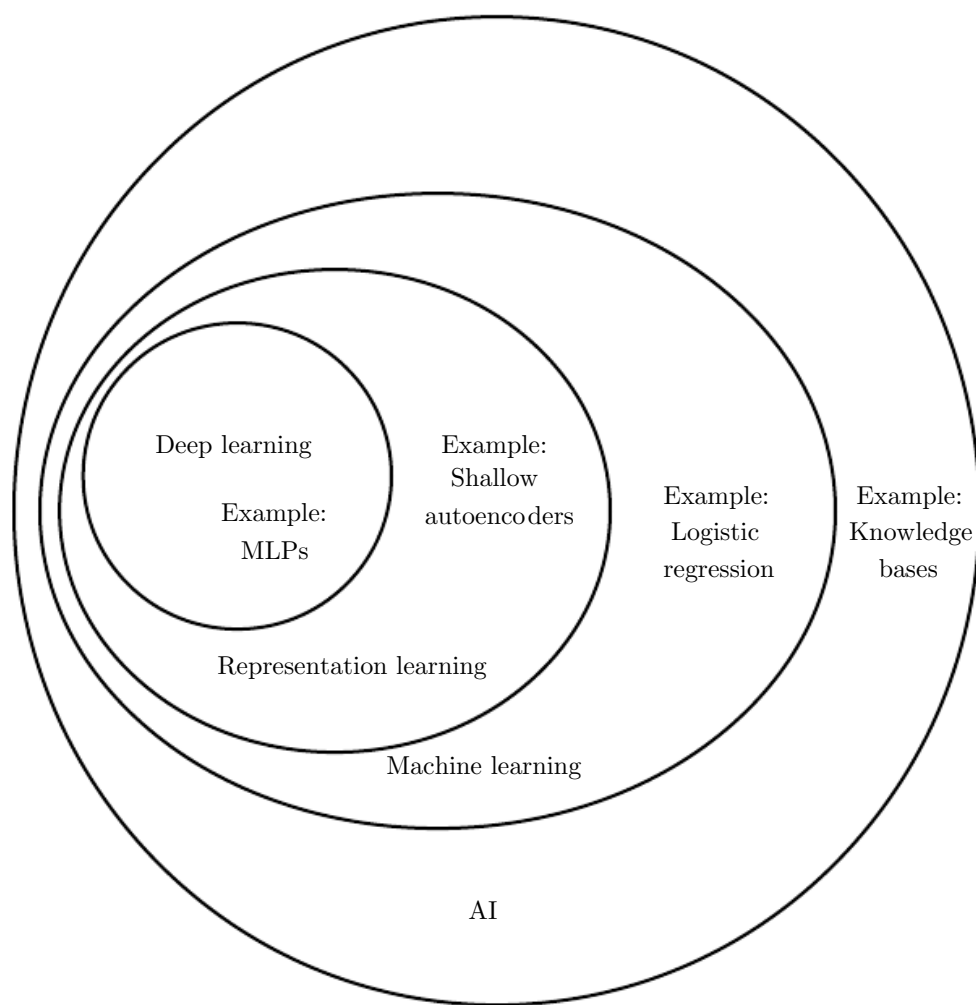 Deep learning
Example:
MLPs
Example:
Shallow
autoencoders
Example:
Logistic
regression
Example:
Knowledge
bases
Representation learning
Machine learning
AI